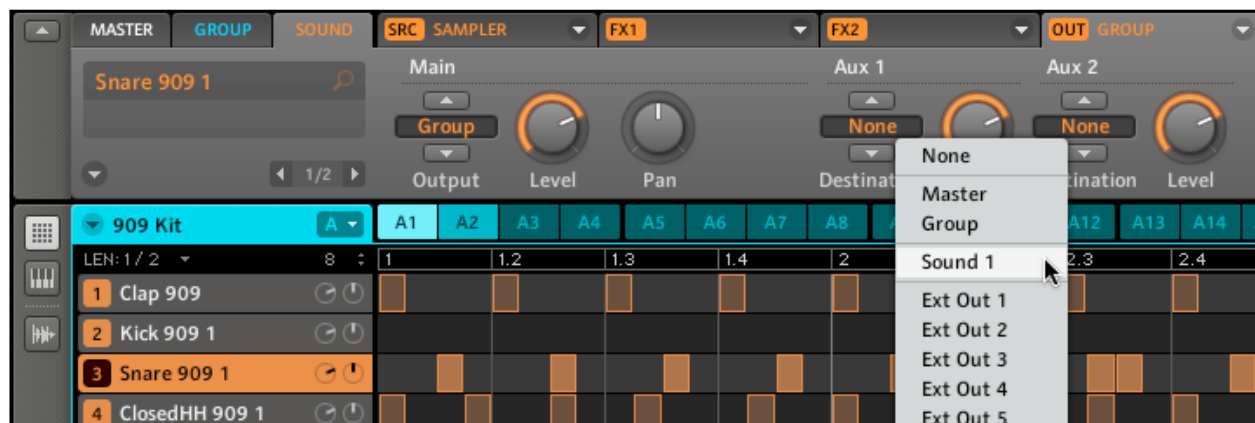 MASTER GROUP SOUND SRC SAMPLER FX1 FX2 OUT GROUP
Main Aux 1 Aux 2
Snare 909 1
Group None None
1/2 Output Level Pan Destinat ination Level
None
Master
Group
Sound 1
Ext Out 1
Ext Out 2
Ext Out 3
Ext Out 4
Ext Out 5
909 Kit A A1 A2 A3 A4 A5 A6 A7 A8 A12 A13 A14
LEN: 1 / 2 8 1 1.2 1.3 1.4 2 2.3 2.4
1 Clap 909
2 Kick 909 1
3 Snare 909 1
4 ClosedHH 909 1